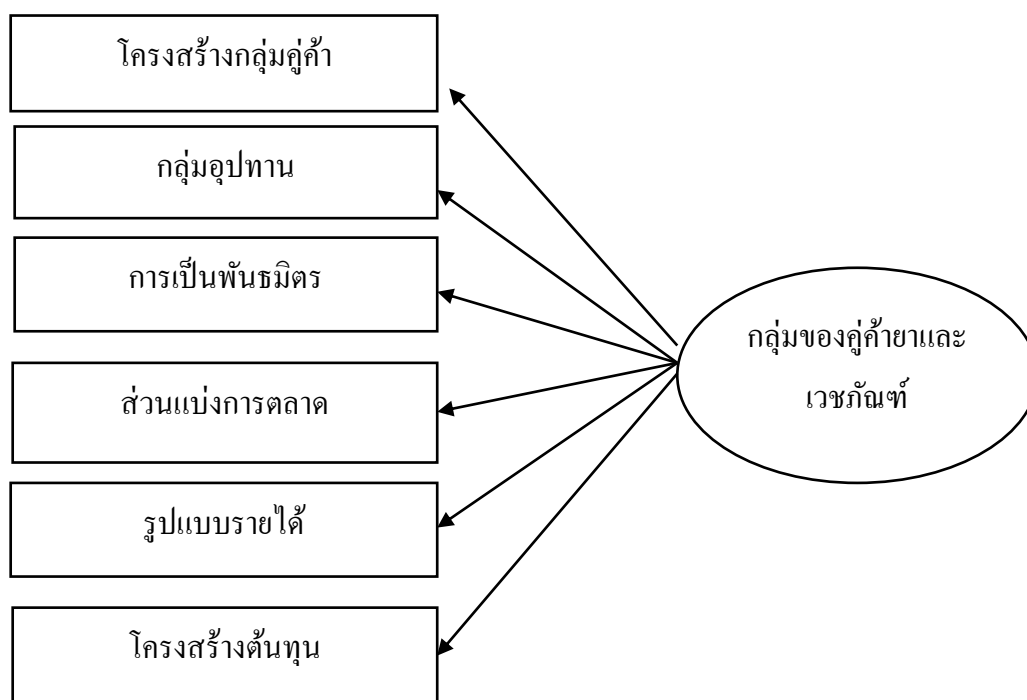 โครงสร้างกลุ่มคู่ค้า
กลุ่มอุปทาน
การเป็นพันธมิตร
ส่วนแบ่งการตลาด
รูปแบบรายได้
โครงสร้างต้นทุน
กลุ่มของคู่ค้ายาและ
เวชภัณฑ์